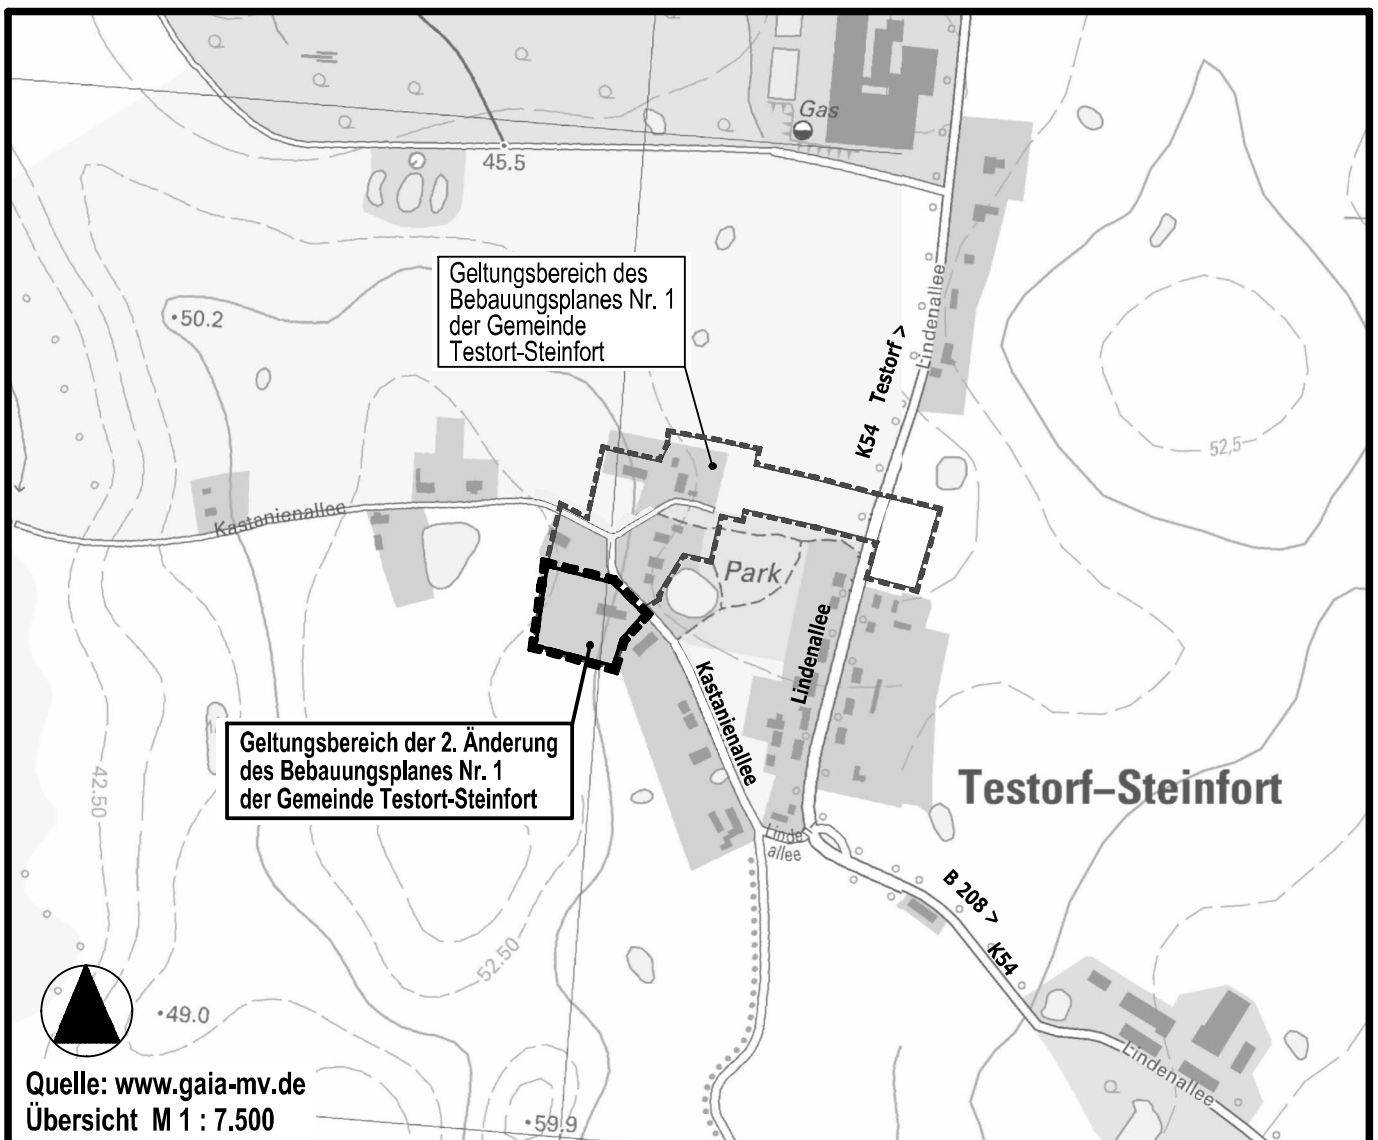 Gas
45.5
Geltungsbereich des
Bebauungsplanes Nr. 1
der Gemeinde
Testort-Steinfort
50.2
Lindenallee
K54 Testorf >
52,5
Kastanienallee
Park
Lindenallee
Kastanienallee
Geltungsbereich der 2. Änderung
des Bebauungsplanes Nr. 1
der Gemeinde Testort-Steinfort
42.50
Testorf–Steinfort
Linde
allee
B 208 >
K54
52.50
49.0
Lindenallee
Quelle: www.gaia-mv.de
Übersicht M 1 : 7.500
59.9